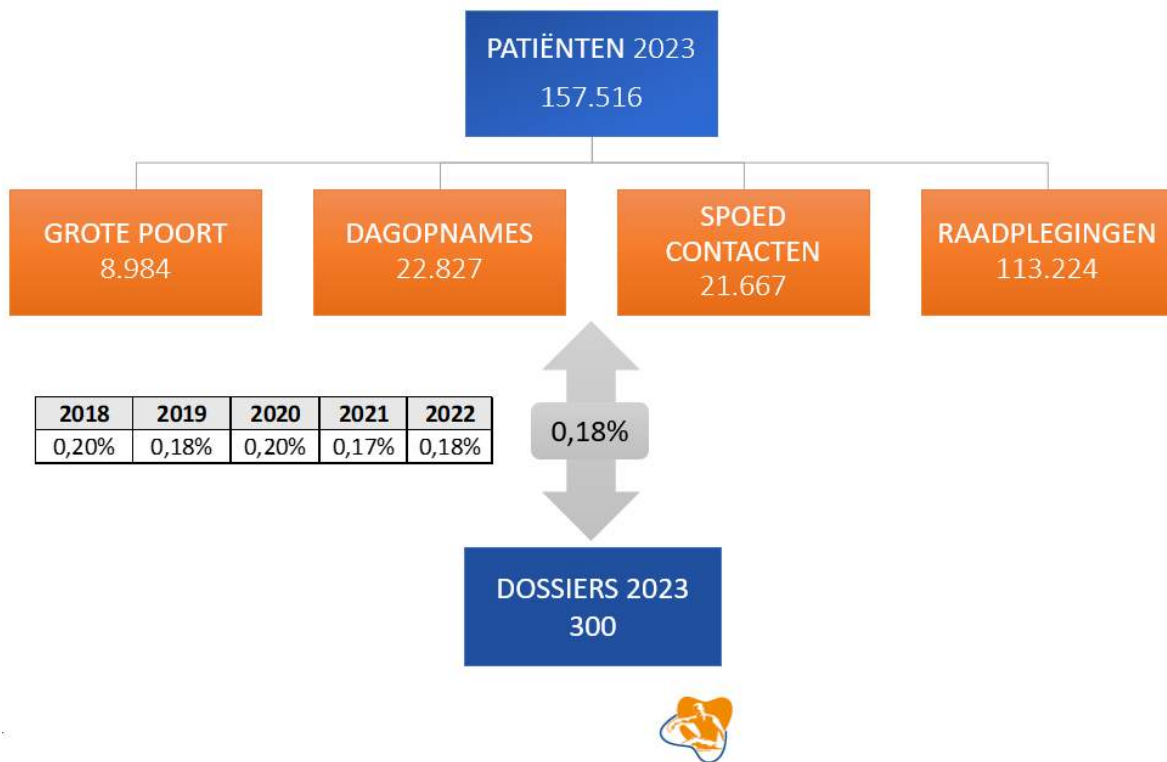 PATIËNTEN 2023
157.516
GROTE POORT
8.984
DAGOPNAMES
22.827
SPOED
CONTACTEN
21.667
RAADPLEGINGEN
113.224
2018 2019 2020 2021 2022
0,20% 0,18% 0,20% 0,17% 0,18%
0,18%
DOSSIERS 2023
300